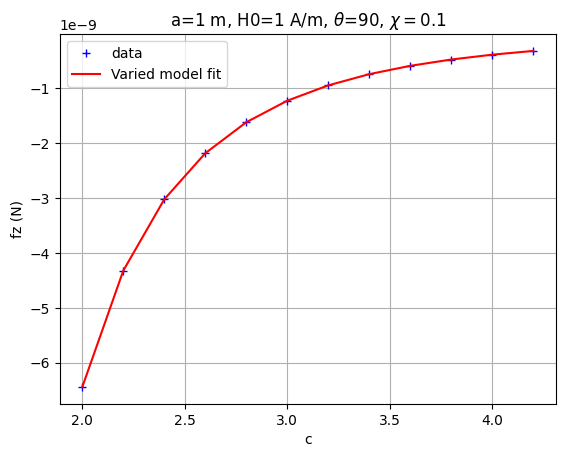 a=1 m, H0=1 A/m, θ=90, χ = 0.1
1e−9
data
Varied model fit
−1
−2
−3
−4
−5
−6
fz (N)
2.0 2.5 3.0 3.5 4.0
c